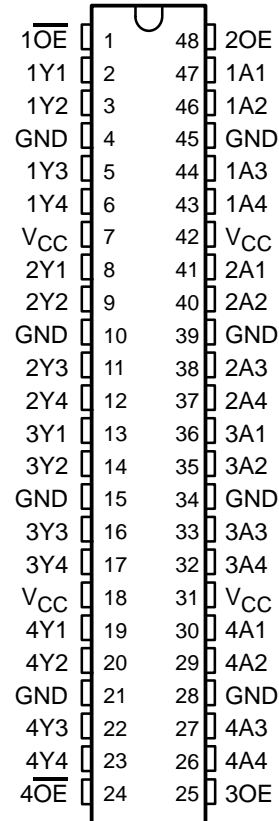 1O̅E̅ 1 48 2OE
1Y1 2 47 1A1
1Y2 3 46 1A2
GND 4 45 GND
1Y3 5 44 1A3
1Y4 6 43 1A4
VCC 7 42 VCC
2Y1 8 41 2A1
2Y2 9 40 2A2
GND 10 39 GND
2Y3 11 38 2A3
2Y4 12 37 2A4
3Y1 13 36 3A1
3Y2 14 35 3A2
GND 15 34 GND
3Y3 16 33 3A3
3Y4 17 32 3A4
VCC 18 31 VCC
4Y1 19 30 4A1
4Y2 20 29 4A2
GND 21 28 GND
4Y3 22 27 4A3
4Y4 23 26 4A4
4O̅E̅ 24 25 3OE